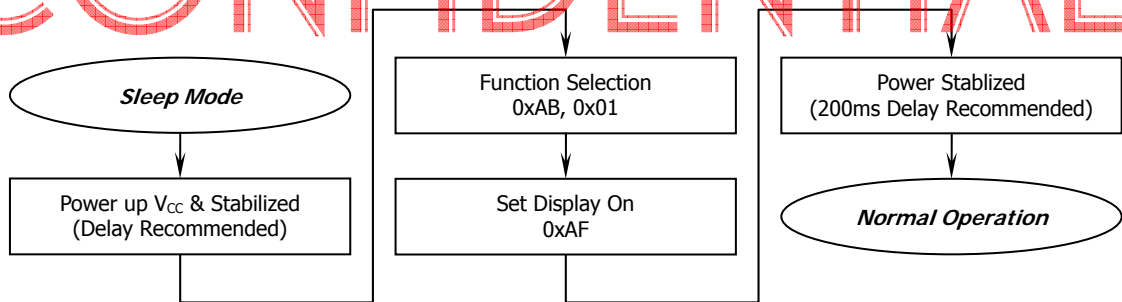 CONFIDENTIAL
Sleep Mode
Power up VCC & Stabilized
(Delay Recommended)
Function Selection
0xAB, 0x01
Set Display On
0xAF
Power Stablized
(200ms Delay Recommended)
Normal Operation